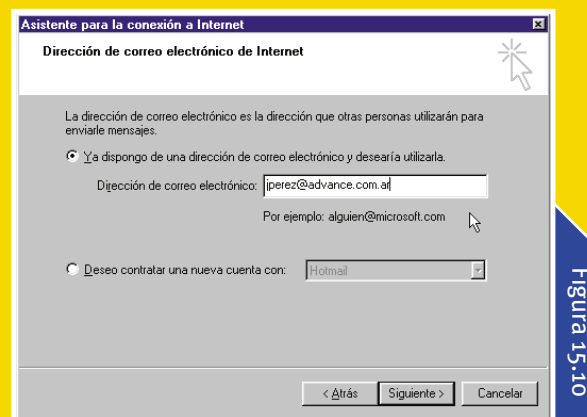 Asistente para la conexión a Internet
Dirección de correo electrónico de Internet
La dirección de correo electrónico es la dirección que otras personas utilizarán para
enviarle mensajes.
Ya dispongo de una dirección de correo electrónico y desearía utilizarla.
Dirección de correo electrónico: jperez@advance.com.ar
Por ejemplo: alguien@microsoft.com
Deseo contratar una nueva cuenta con: Hotmail
< Atrás Siguiente > Cancelar
Figura 15.10